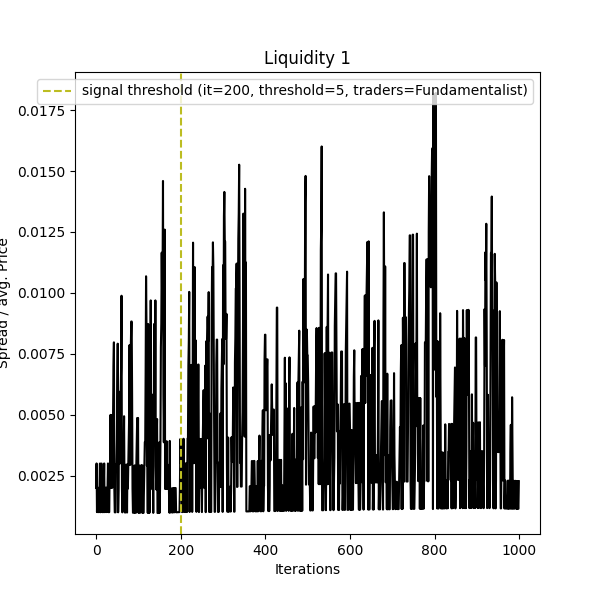 Liquidity 1
signal threshold (it=200, threshold=5, traders=Fundamentalist)
0.0175
0.0150
0.0125
0.0100
0.0075
0.0050
0.0025
Spread / avg. Price
0 200 400 600 800 1000
Iterations